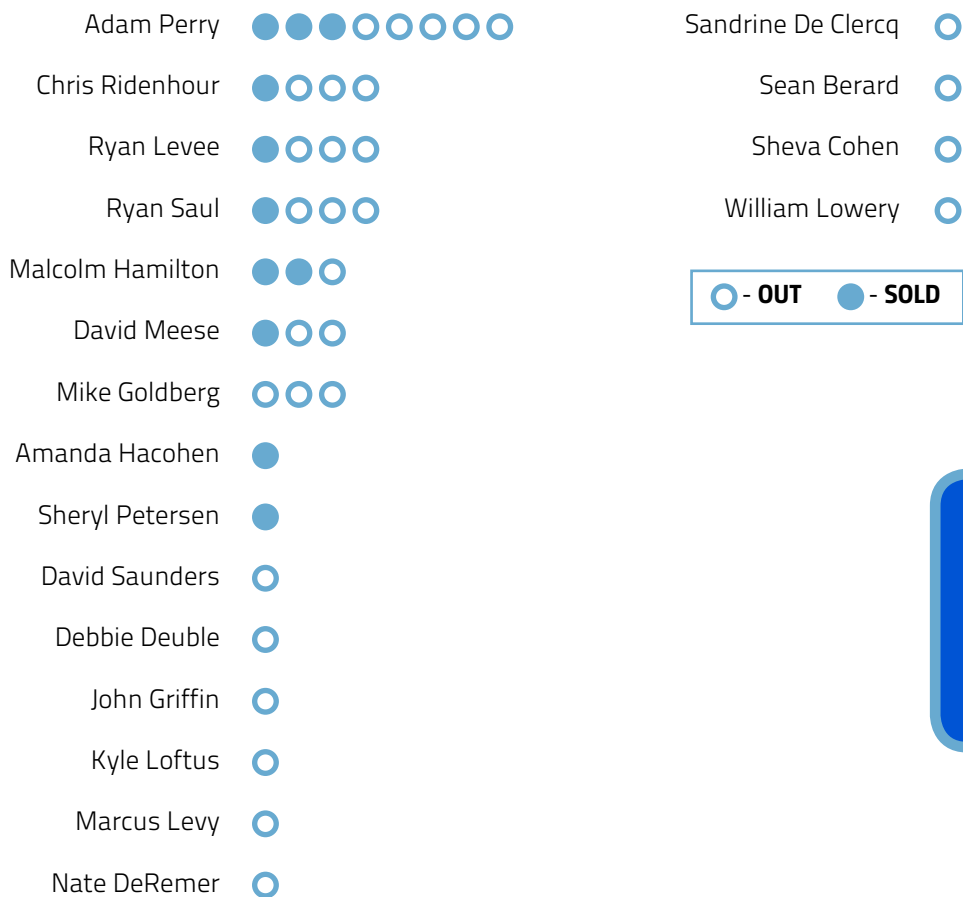 Adam Perry
Chris Ridenhour
Ryan Levee
Ryan Saul
Malcolm Hamilton
David Meese
Mike Goldberg
Amanda Hacohen
Sheryl Petersen
David Saunders
Debbie Deuble
John Griffin
Kyle Loftus
Marcus Levy
Nate DeRemer
Sandrine De Clercq
Sean Berard
Sheva Cohen
William Lowery
- OUT - SOLD